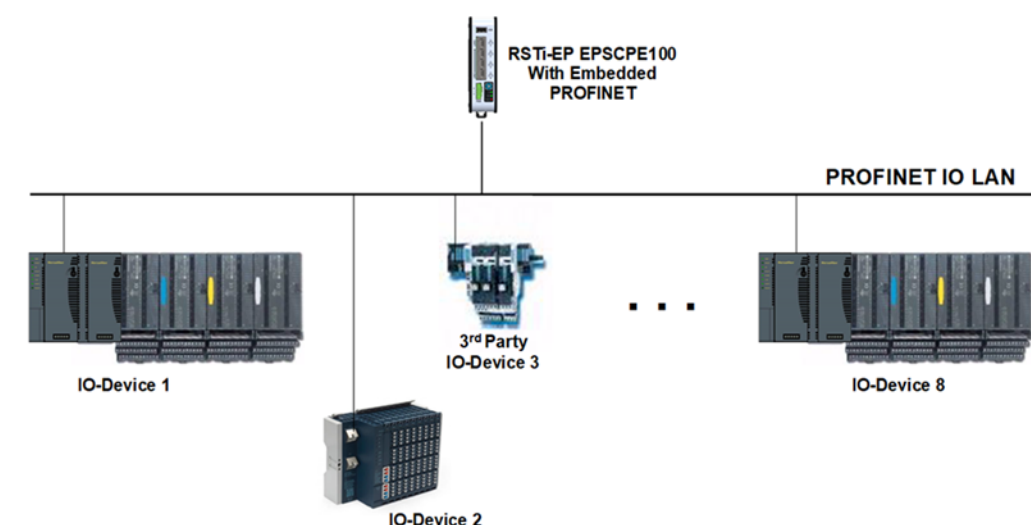 RSTi-EP EPSCPE100
With Embedded
PROFINET
PROFINET IO LAN
3rd Party
IO-Device 3
IO-Device 1
IO-Device 8
IO-Device 2